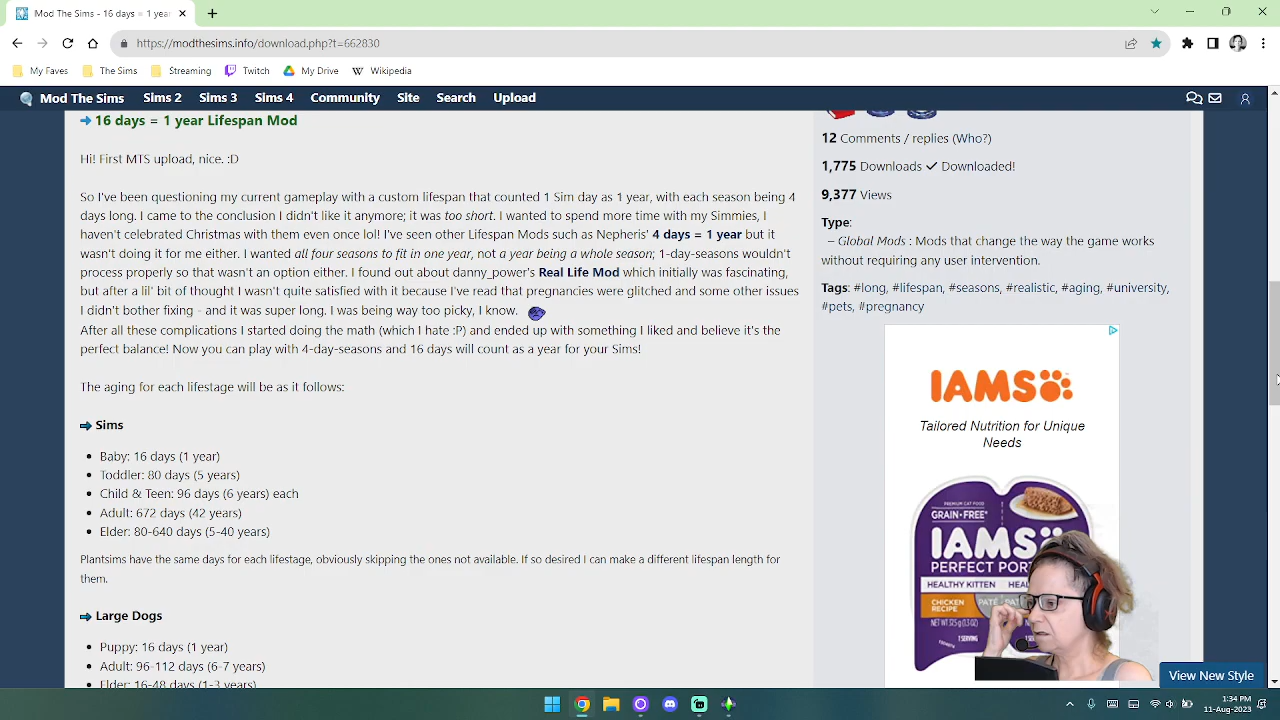 Mod The Sims - 16 days = 1 year
https://modthesims.info/download.php?t=662830
My Faves The Sims Streaming Twitch My Drive Wikipedia
Mod The Sims Sims 2 Sims 3 Sims 4 Community Site Search Upload
16 days = 1 year Lifespan Mod
Hi! First MTS upload, nice. :D
So I've been questioning my current gameplay with a custom lifespan that counted 1 Sim day as 1 year, with each season being 4
days long. I came to the conclusion I didn't like it anymore; it was too short. I wanted to spend more time with my Simmies, I
haven't celebrated Christmas with them even once lol! I've seen other Lifespan Mods such as Nepheris' 4 days = 1 year but it
wasn't doing it for me either. I wanted all four seasons to fit in one year, not a year being a whole season; 1-day-seasons wouldn't
process properly so that wasn't an option either. I found out about danny_power's Real Life Mod which initially was fascinating,
but after a lil' bit of thought I wasn't quite satisfied with it because I've read that pregnancies were glitched and some other issues
I didn't bother fixing - and it was super long. I was being too picky, I know.
After all these complications I started doing the math (which I hate :P) and ended up with something I liked and believe it's the
perfect balance! Now you can play with 4-day-seasons and 16 days will count as a year for your Sims!
The aging for each lifestage will be as it follows:
Sims
Baby: 16 days (1 year)
Toddler: 80 days (5 years)
Child & Teen: 96 days (6 years) each
Adult: 672 days (42 years)
Elder: 80-640 days (5-40 years)
Plantsims have the same days for each lifestage, obviously skipping the ones not available. If so desired I can make a different lifespan length for
them.
Large Dogs
Puppy: 16 days (1 year)
Adult: 96-112 days (6-7 years)
Elder: 16-48 days (1-3 years)
12 Comments / replies (Who?)
1,775 Downloads ✓ Downloaded!
9,377 Views
Type:
– Global Mods : Mods that change the way the game works
without requiring any user intervention.
Tags: #long, #lifespan, #seasons, #realistic, #aging, #university,
#pets, #pregnancy
IAMS
Tailored Nutrition for Unique
Needs
PREMIUM CAT FOOD
GRAIN-FREE*
IAMS
PERFECT POR
HEALTHY KITTEN HEAL
CHICKEN
RECIPE
PATÉ
1 SERVING
View New Style
1:34 PM
11-Aug-2023